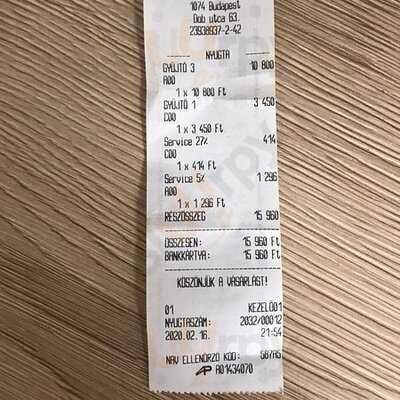 1074 Budapest
Dob utca 63.
23938937-2-42
NYUGTA
GYŰJTŐ 3 10 800
A00
1 x 10 800 Ft
GYŰJTŐ 1 3 450
C00
1 x 3 450 Ft
Service 27% 414
C00
1 x 414 Ft
Service 5% 1 296
A00
1 x 1 296 Ft
RÉSZÖSSZEG 15 960
ÖSSZESEN: 15 960 Ft
BANKKÁRTYA: 15 960 Ft
KÖSZÖNJÜK A VÁSÁRLÁST!
01 KEZELŐ01
NYUGTASZÁM: 2032/00012
2020.02.16. 21:54
NAV ELLENŐRZŐ KÓD: 587A5
AP A01434070